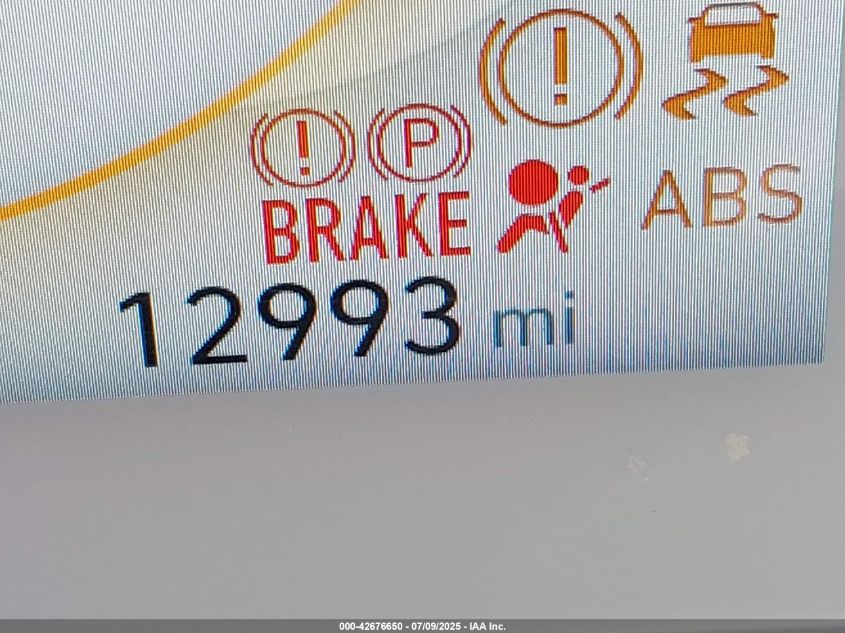 P
BRAKE
ABS
12993 mi
000-42676650 - 07/09/2025 - IAA Inc.